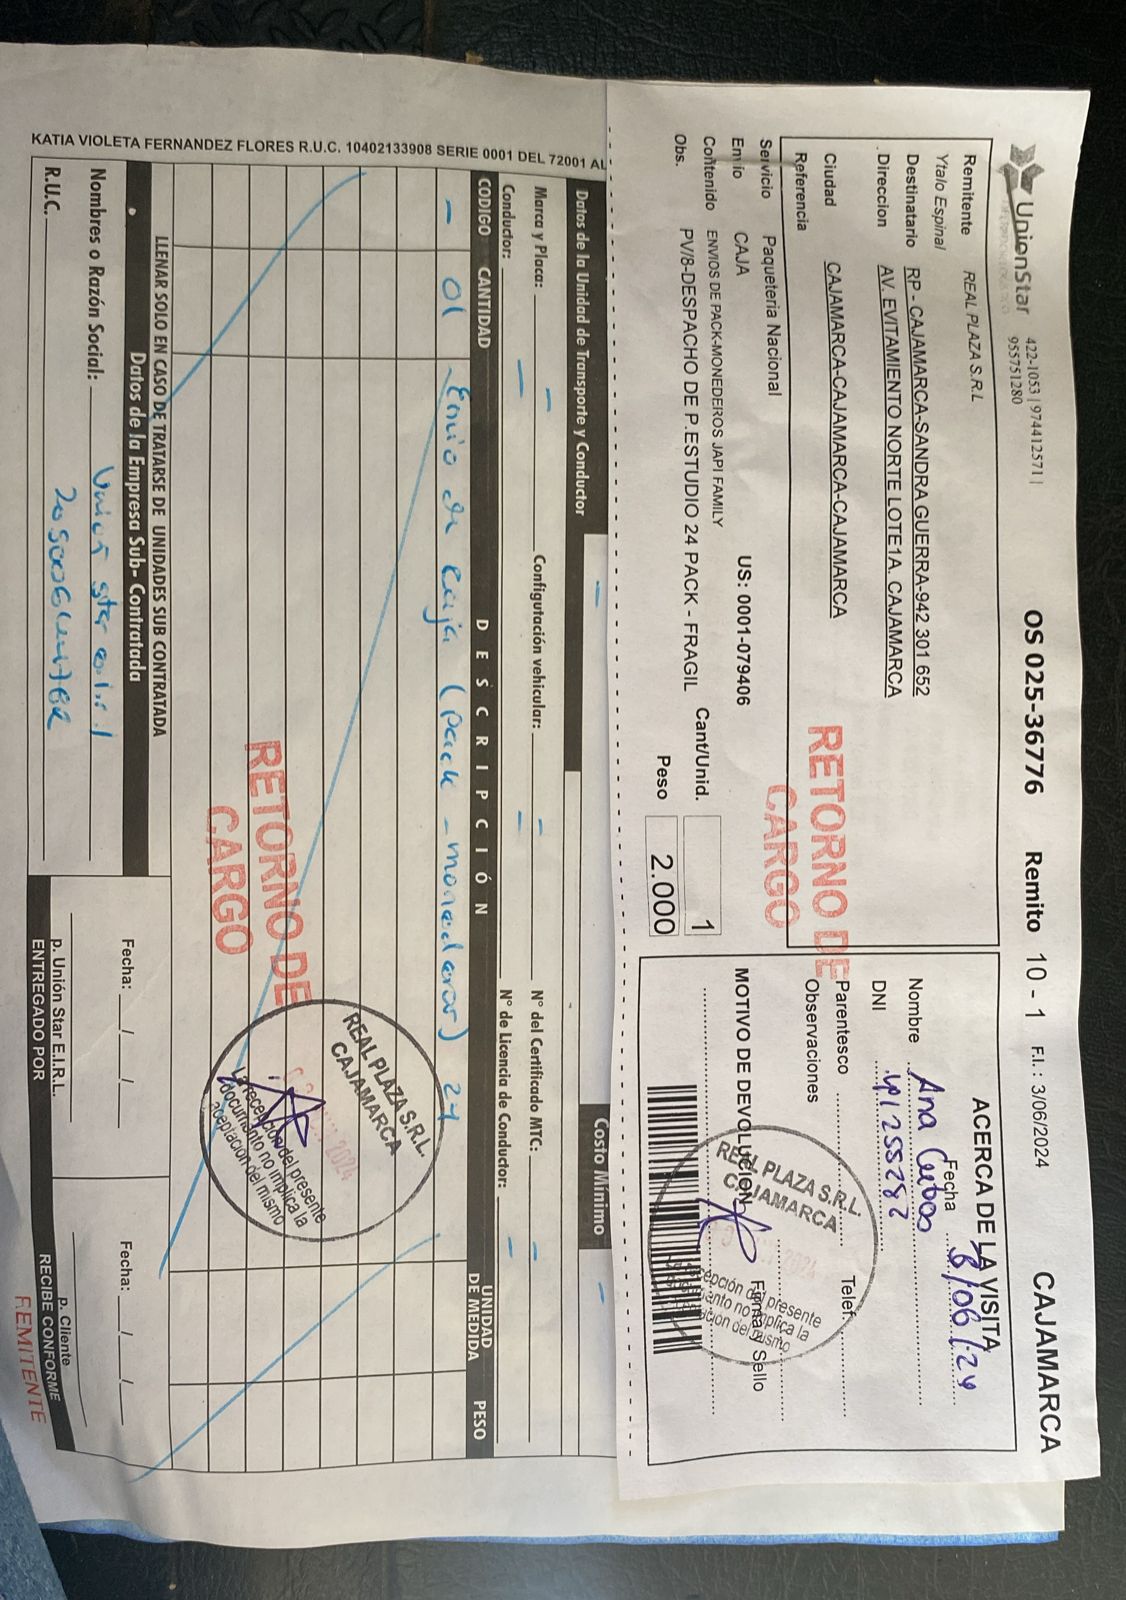 UnionStar
422-1053 | 974412571 |
955751280
OS 025-36776 Remito 10 - 1 F.I. : 3/06/2024 CAJAMARCA
Remitente REAL PLAZA S.R.L
Ytalo Espinal
Destinatario RP - CAJAMARCA-SANDRA GUERRA-942 301 652
Direccion AV. EVITAMIENTO NORTE LOTE1A. CAJAMARCA
Ciudad CAJAMARCA-CAJAMARCA-CAJAMARCA-CAJAMARCA
Referencia
RETORNO DE
CARGO
Servicio Paqueteria Nacional
Envio CAJA US: 0001-079406
Contenido ENVIOS DE PACK-MONEDEROS JAPI FAMILY Cant/Unid. 1
Obs. PV/8-DESPACHO DE P.ESTUDIO 24 PACK - FRAGIL Peso 2.000
ACERCA DE LA VISITA
Fecha 8/06/24
Nombre Ana Cubas
DNI 41255282
Parentesco Telef
Observaciones
MOTIVO DE DEVOLUCION Firma Sello
REAL PLAZA S.R.L.
CAJAMARCA
2024
recepción del presente
documento no implica la
aceptación del mismo
KATIA VIOLETA FERNANDEZ FLORES R.U.C. 10402133908 SERIE 0001 DEL 72001 AL
Costo Mínimo
Datos de la Unidad de Transporte y Conductor
Marca y Placa: Configutación vehicular: N° del Certificado MTC:
Conductor: N° de Licencia de Conductor:
CODIGO CANTIDAD DESCRIPCIÓN UNIDAD DE MEDIDA PESO
- 01 Envio de caja (pack - monederos) 24
RETORNO DE
CARGO
REAL PLAZA S.R.L.
CAJAMARCA
2024
La recepción del presente
documento no implica la
aceptación del mismo
LLENAR SOLO EN CASO DE TRATARSE DE UNIDADES SUB CONTRATADA
Datos de la Empresa Sub- Contratada
Nombres o Razón Social: Union star e.i.r.l
R.U.C.
Fecha: / /
p. Unión Star E.I.R.L.
ENTREGADO POR
Fecha: / /
p. Cliente
RECIBE CONFORME
REMITENTE